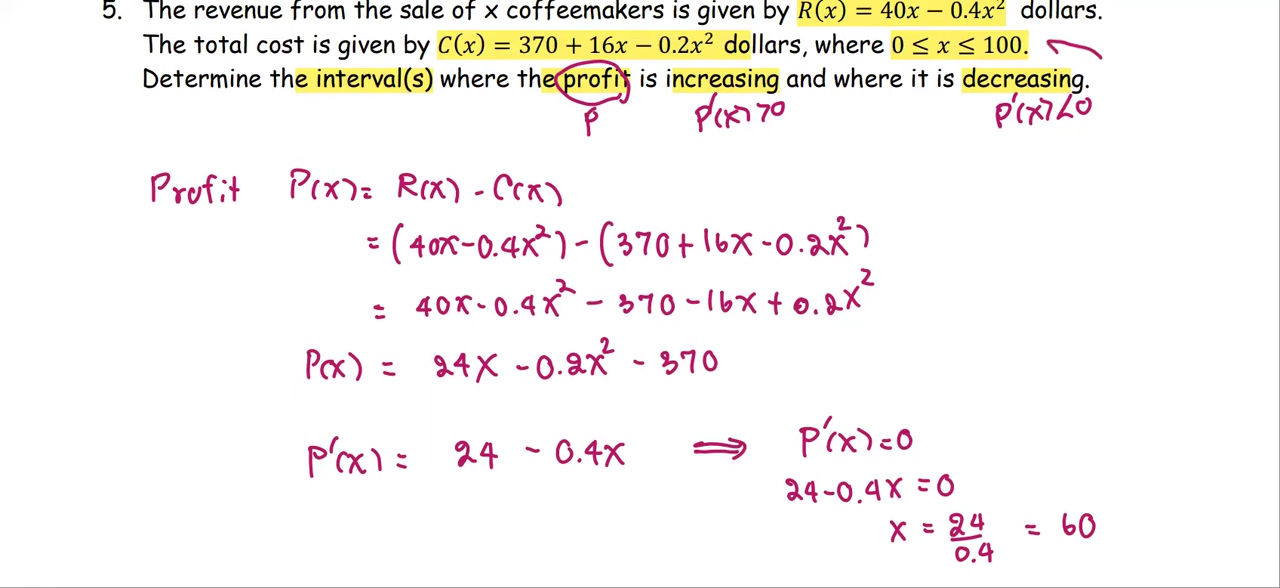 5. The revenue from the sale of x coffeemakers is given by R(x) = 40x − 0.4x² dollars.
The total cost is given by C(x) = 370 + 16x − 0.2x² dollars, where 0 ≤ x ≤ 100.
Determine the interval(s) where the profit is increasing and where it is decreasing.
P P'(x) > 0 P'(x) < 0
Profit P(x) = R(x) - C(x)
= (40x - 0.4x²) - (370 + 16x - 0.2x²)
= 40x - 0.4x² - 370 - 16x + 0.2x²
P(x) = 24x - 0.2x² - 370
P'(x) = 24 - 0.4x ⟹ P'(x) = 0
24 - 0.4x = 0
x = 24/0.4 = 60